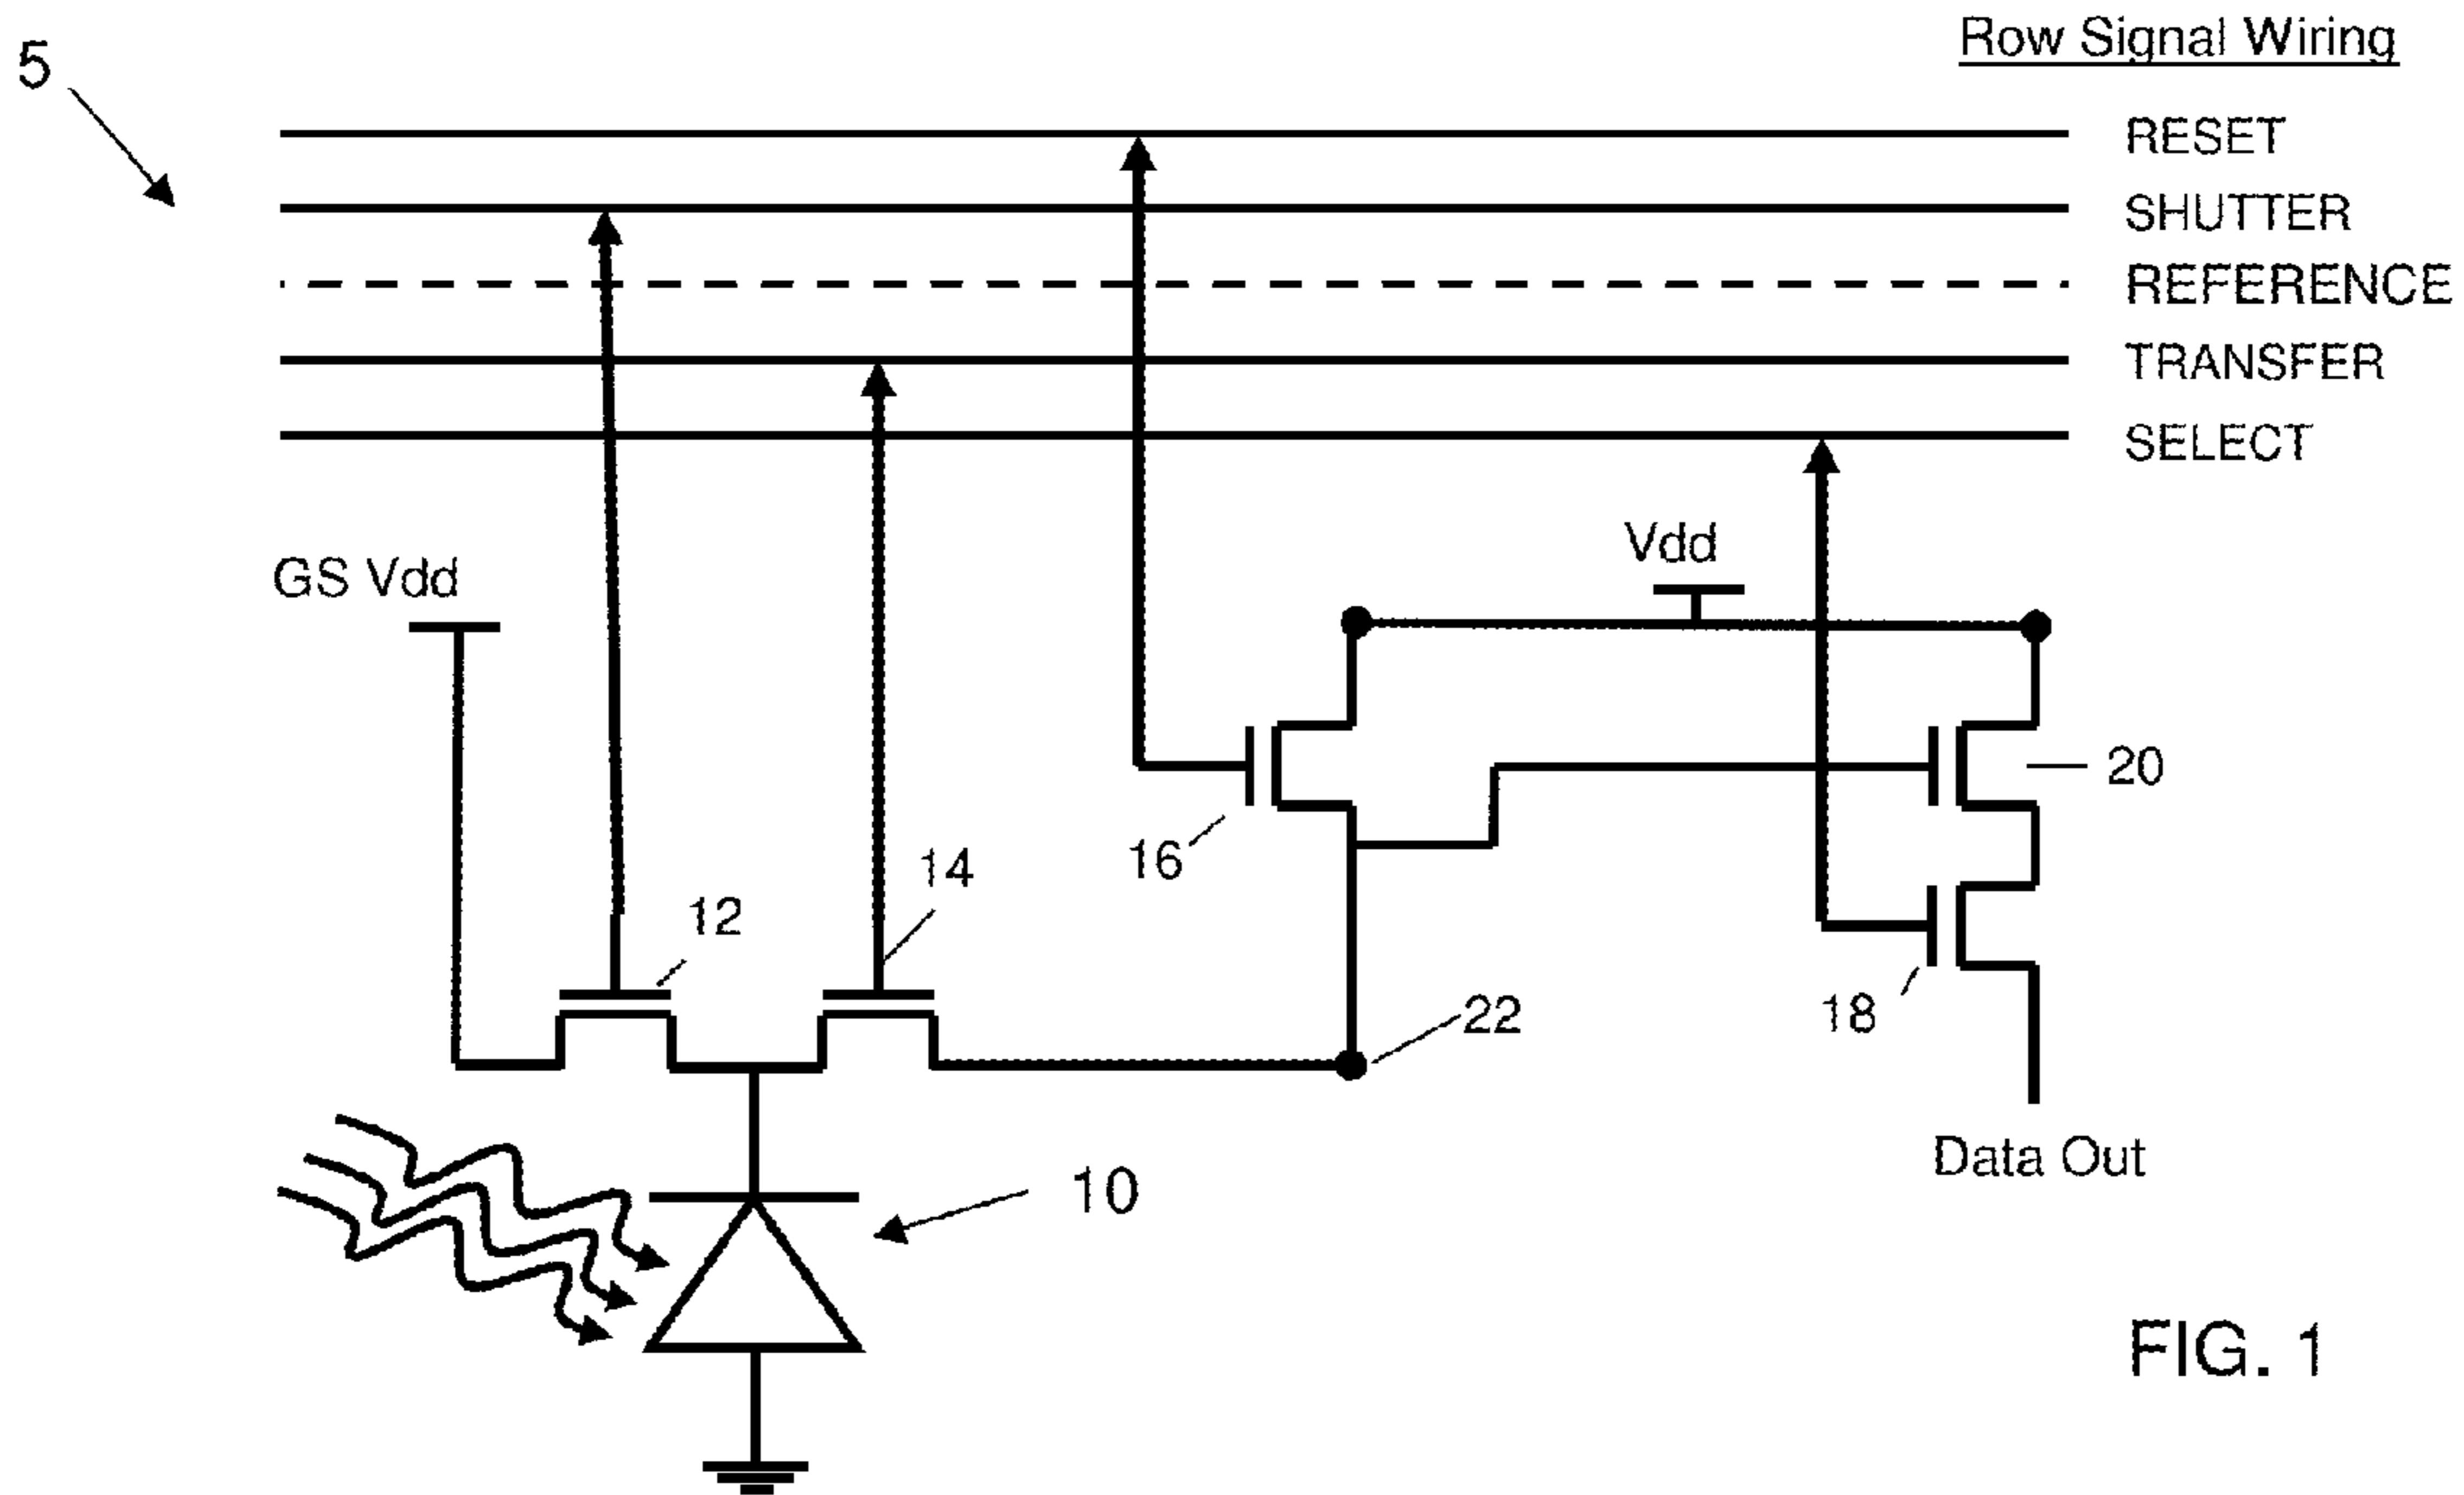 Row Signal Wiring
5
RESET
SHUTTER
REFERENCE
TRANSFER
SELECT
Vdd
GS Vdd
20
16
14
12
22
18
Data Out
10
FIG. 1